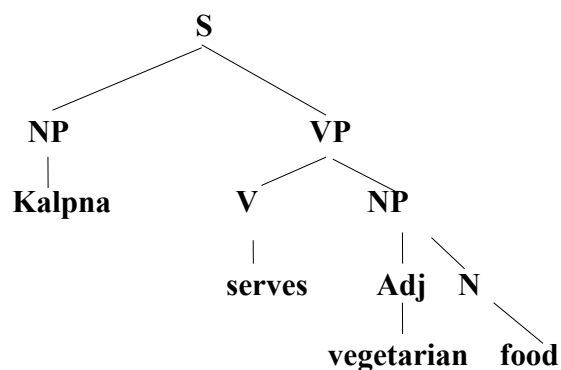 S
NP VP
Kalpna V NP
serves Adj N
vegetarian food